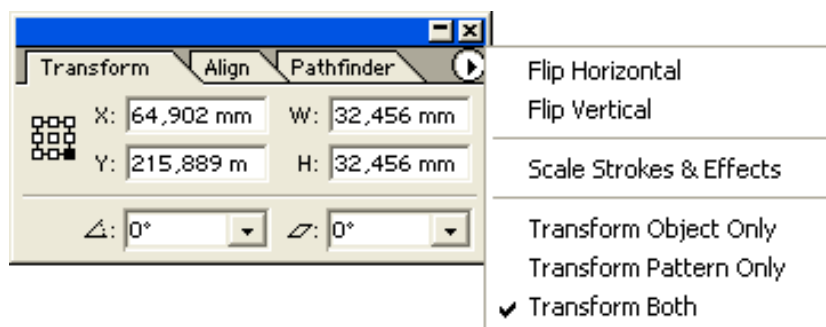 Transform Align Pathfinder
X: 64,902 mm W: 32,456 mm
Y: 215,889 m H: 32,456 mm
0° 0°
Flip Horizontal
Flip Vertical
Scale Strokes & Effects
Transform Object Only
Transform Pattern Only
Transform Both